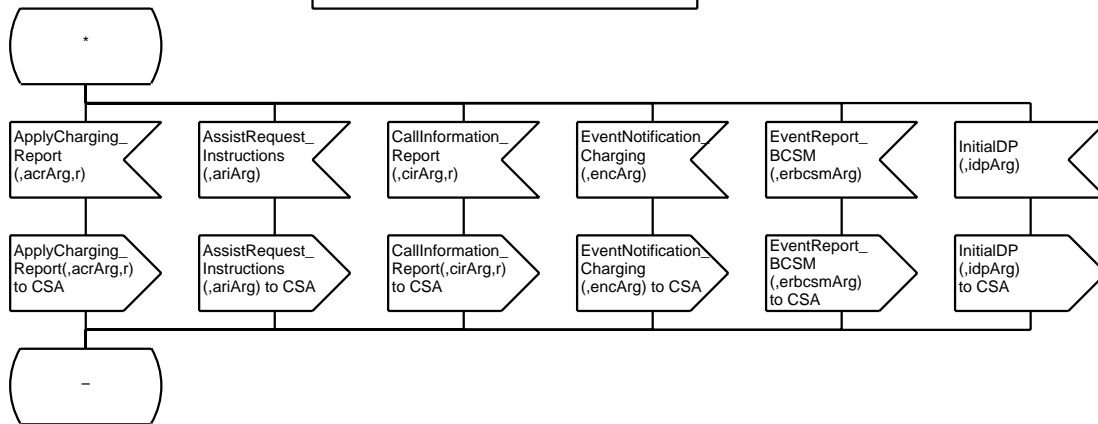 *
ApplyCharging_
Report
(,acrArg,r)
AssistRequest_
Instructions
(,ariArg)
CallInformation_
Report
(,cirArg,r)
EventNotification_
Charging
(,encArg)
EventReport_
BCSM
(,erbcsmArg)
InitialDP
(,idpArg)
ApplyCharging_
Report(,acrArg,r)
to CSA
AssistRequest_
Instructions
(,ariArg) to CSA
CallInformation_
Report(,cirArg,r)
to CSA
EventNotification_
Charging
(,encArg) to CSA
EventReport_
BCSM
(,erbcsmArg)
to CSA
InitialDP
(,idpArg)
to CSA
–